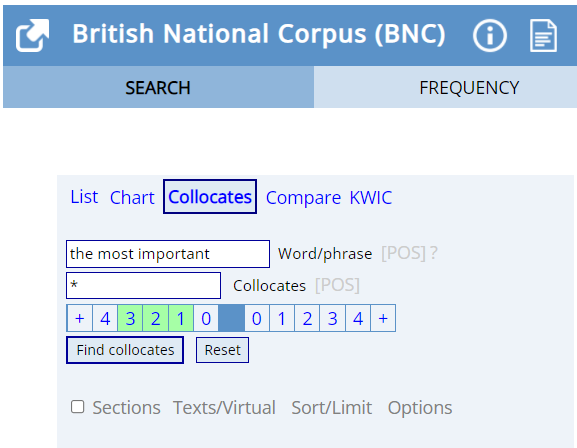 British National Corpus (BNC)
SEARCH FREQUENCY
List Chart Collocates Compare KWIC
the most important Word/phrase [POS] ?
* Collocates [POS]
+ 4 3 2 1 0 0 1 2 3 4 +
Find collocates Reset
Sections Texts/Virtual Sort/Limit Options